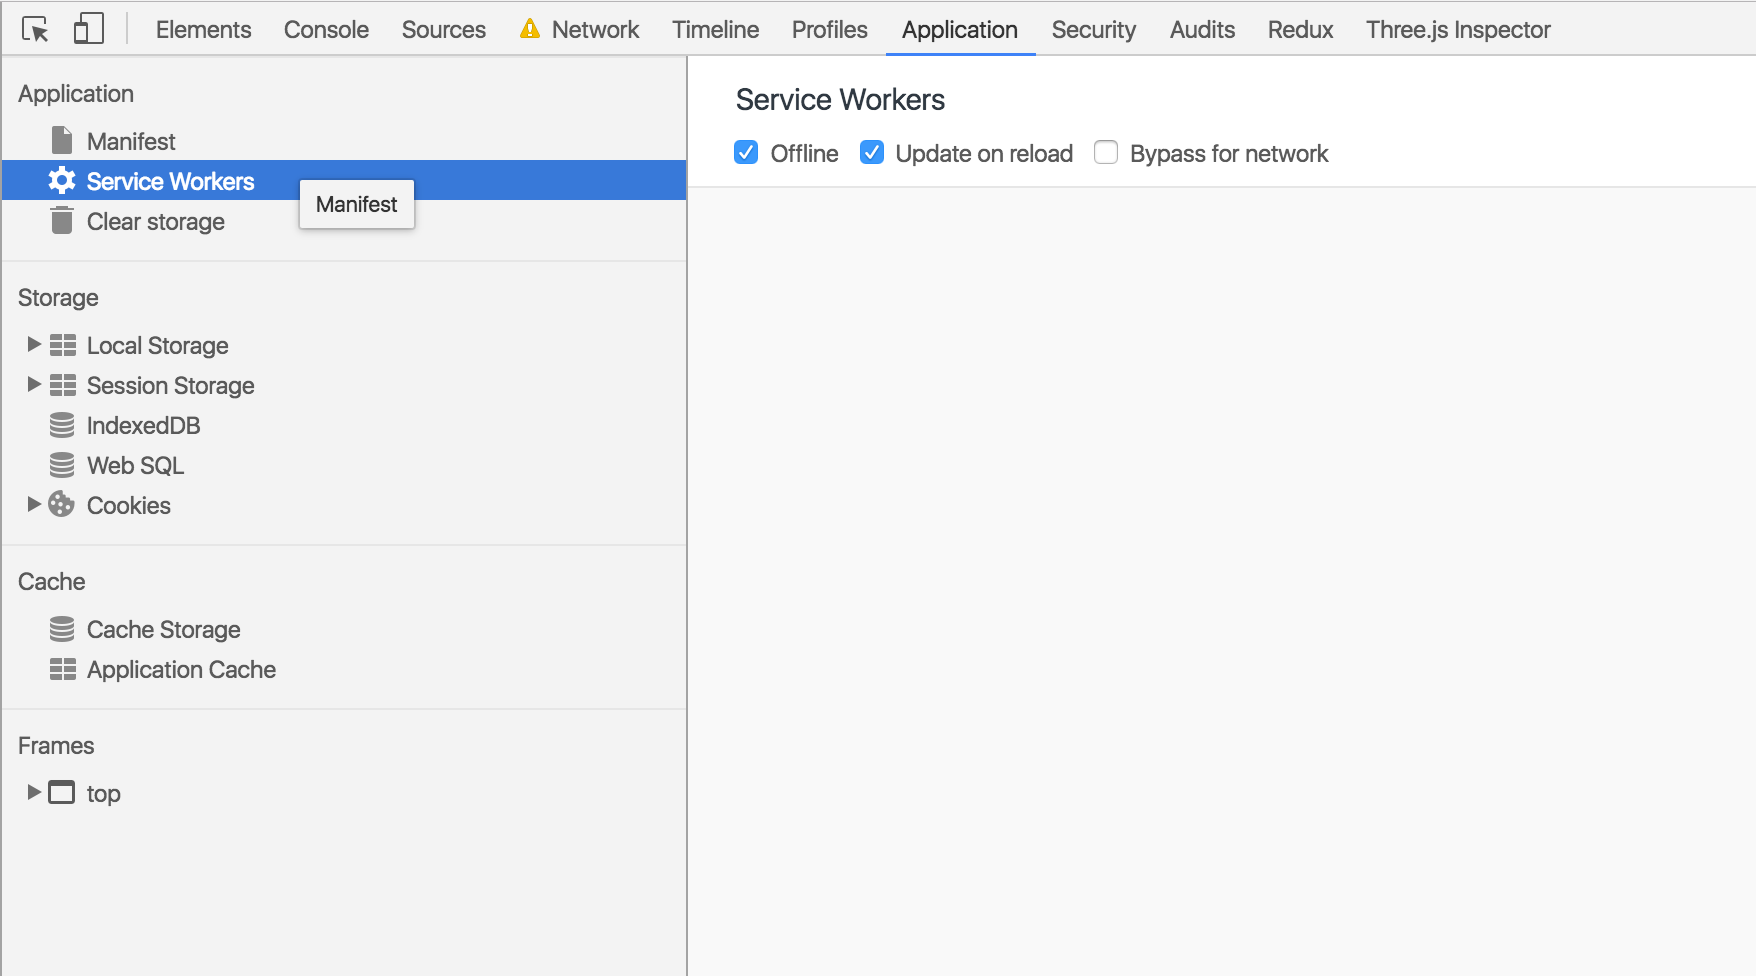 Elements Console Sources Network Timeline Profiles Application Security Audits Redux Three.js Inspector
Application
Manifest
Service Workers
Manifest
Clear storage
Storage
Local Storage
Session Storage
IndexedDB
Web SQL
Cookies
Cache
Cache Storage
Application Cache
Frames
top
Service Workers
Offline Update on reload Bypass for network